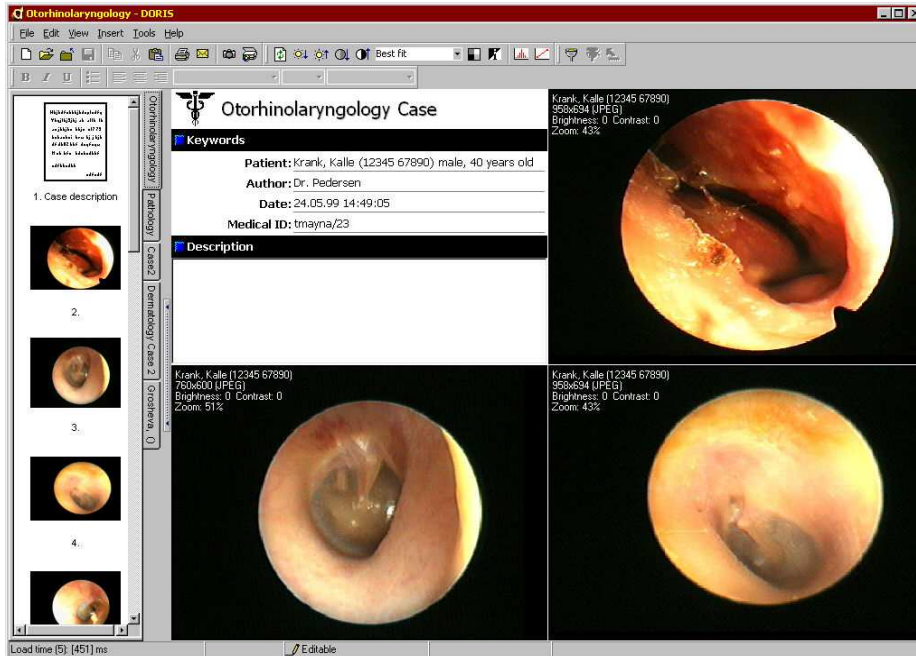 Otorhinolaryngology - DORIS
File Edit View Insert Tools Help
Best fit
B I U
1. Case description
2.
3.
4.
Otorhinolaryngology
Pathology
Case2
Dermatology Case 2
Grosheva, O
Otorhinolaryngology Case
Keywords
Patient: Krank, Kalle (12345 67890) male, 40 years old
Author: Dr. Pedersen
Date: 24.05.99 14:49:05
Medical ID: tmayna/23
Description
Krank, Kalle (12345 67890)
958x694 (JPEG)
Brightness: 0 Contrast: 0
Zoom: 43%
Krank, Kalle (12345 67890)
760x600 (JPEG)
Brightness: 0 Contrast: 0
Zoom: 51%
Krank, Kalle (12345 67890)
958x694 (JPEG)
Brightness: 0 Contrast: 0
Zoom: 43%
Load time (5): [451] ms
Editable